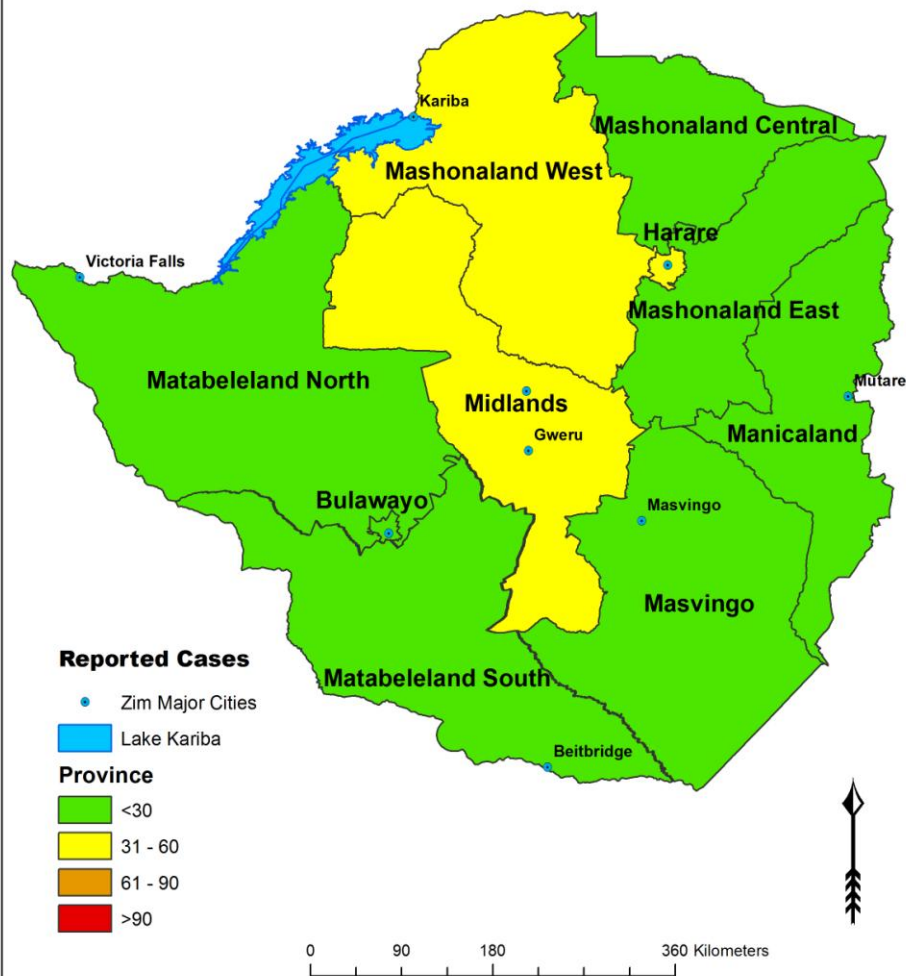 Kariba
Mashonaland Central
Mashonaland West
Harare
Victoria Falls
Mashonaland East
Matabeleland North
Mutare
Midlands
Gweru
Manicaland
Bulawayo
Masvingo
Masvingo
Reported Cases
Matabeleland South
Zim Major Cities
Lake Kariba
Beitbridge
Province
<30
31 - 60
61 - 90
>90
0 90 180 360 Kilometers